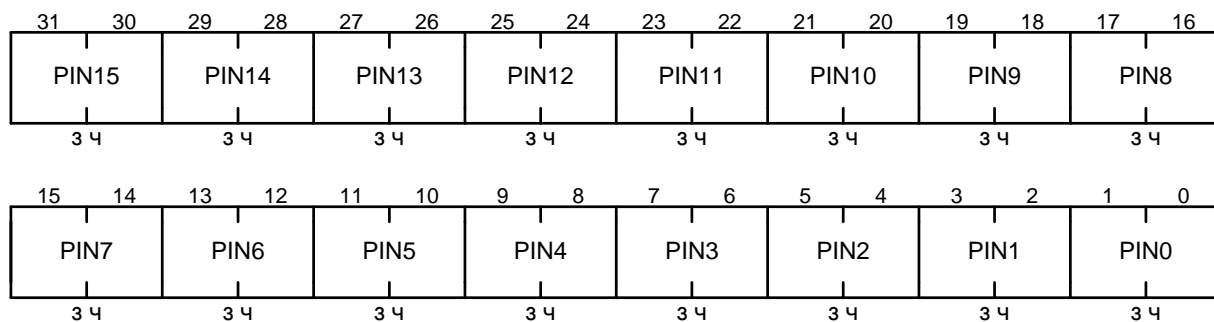 31 30 29 28 27 26 25 24 23 22 21 20 19 18 17 16
PIN15 PIN14 PIN13 PIN12 PIN11 PIN10 PIN9 PIN8
з ч з ч з ч з ч з ч з ч з ч з ч
15 14 13 12 11 10 9 8 7 6 5 4 3 2 1 0
PIN7 PIN6 PIN5 PIN4 PIN3 PIN2 PIN1 PIN0
з ч з ч з ч з ч з ч з ч з ч з ч